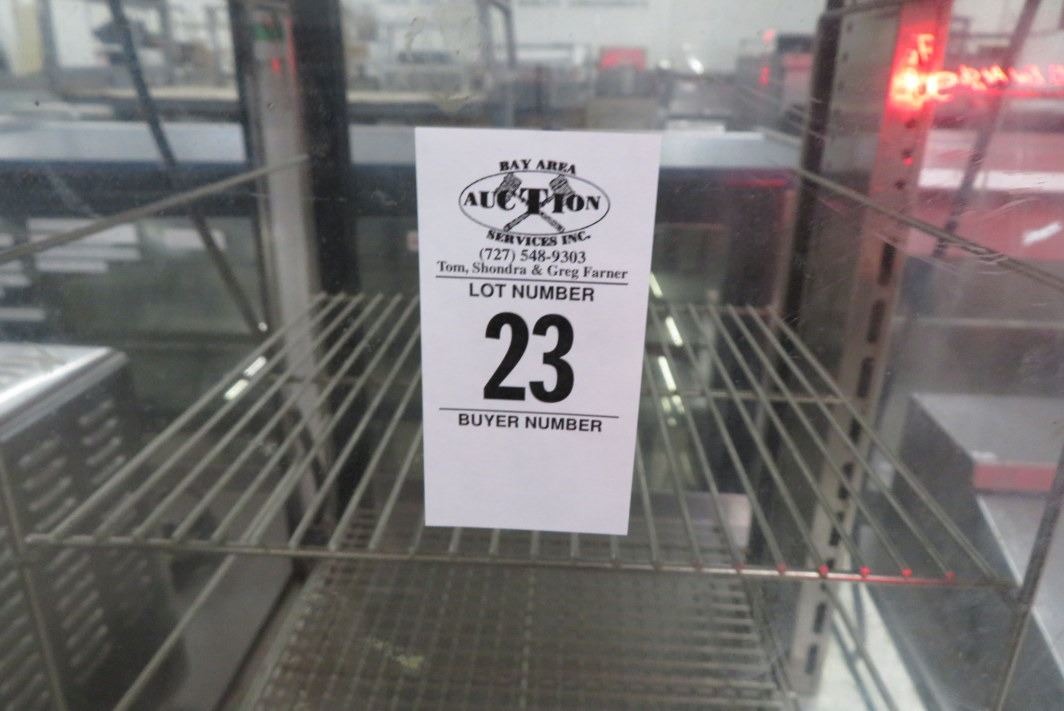 BAY AREA
AUCTION
SERVICES INC.
(727) 548-9303
Tom, Shondra & Greg Farner
LOT NUMBER
23
BUYER NUMBER